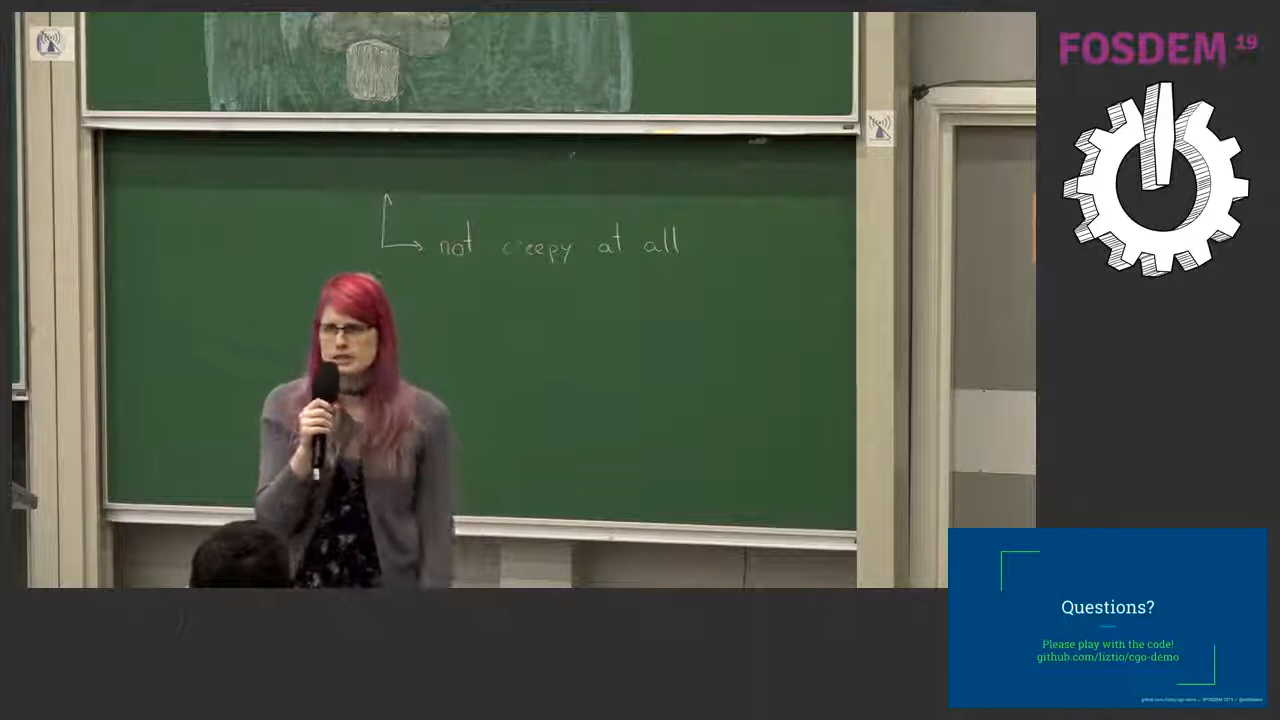 FOSDEM 19
not creepy at all
Questions?
Please play with the code!
github.com/liztio/cgo-demo